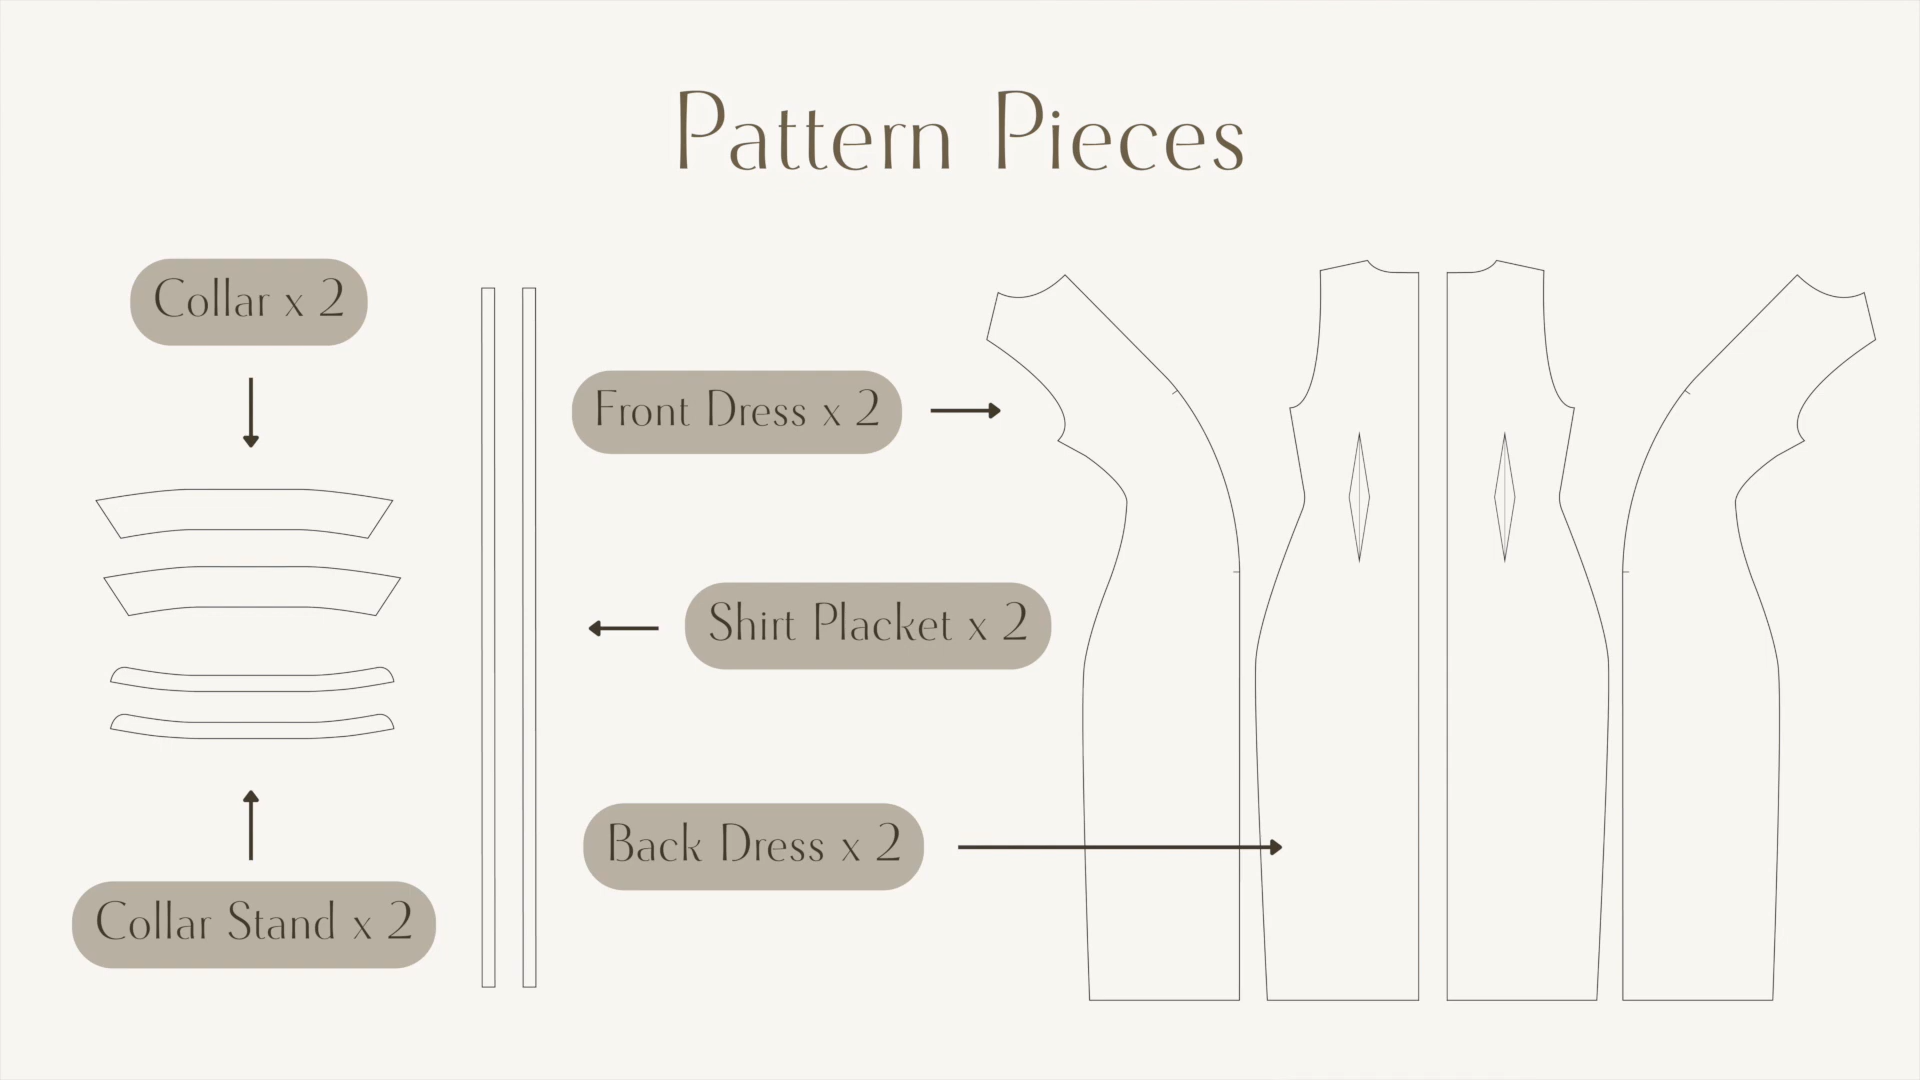 Pattern Pieces
Collar x 2
Front Dress x 2
Shirt Placket x 2
Back Dress x 2
Collar Stand x 2